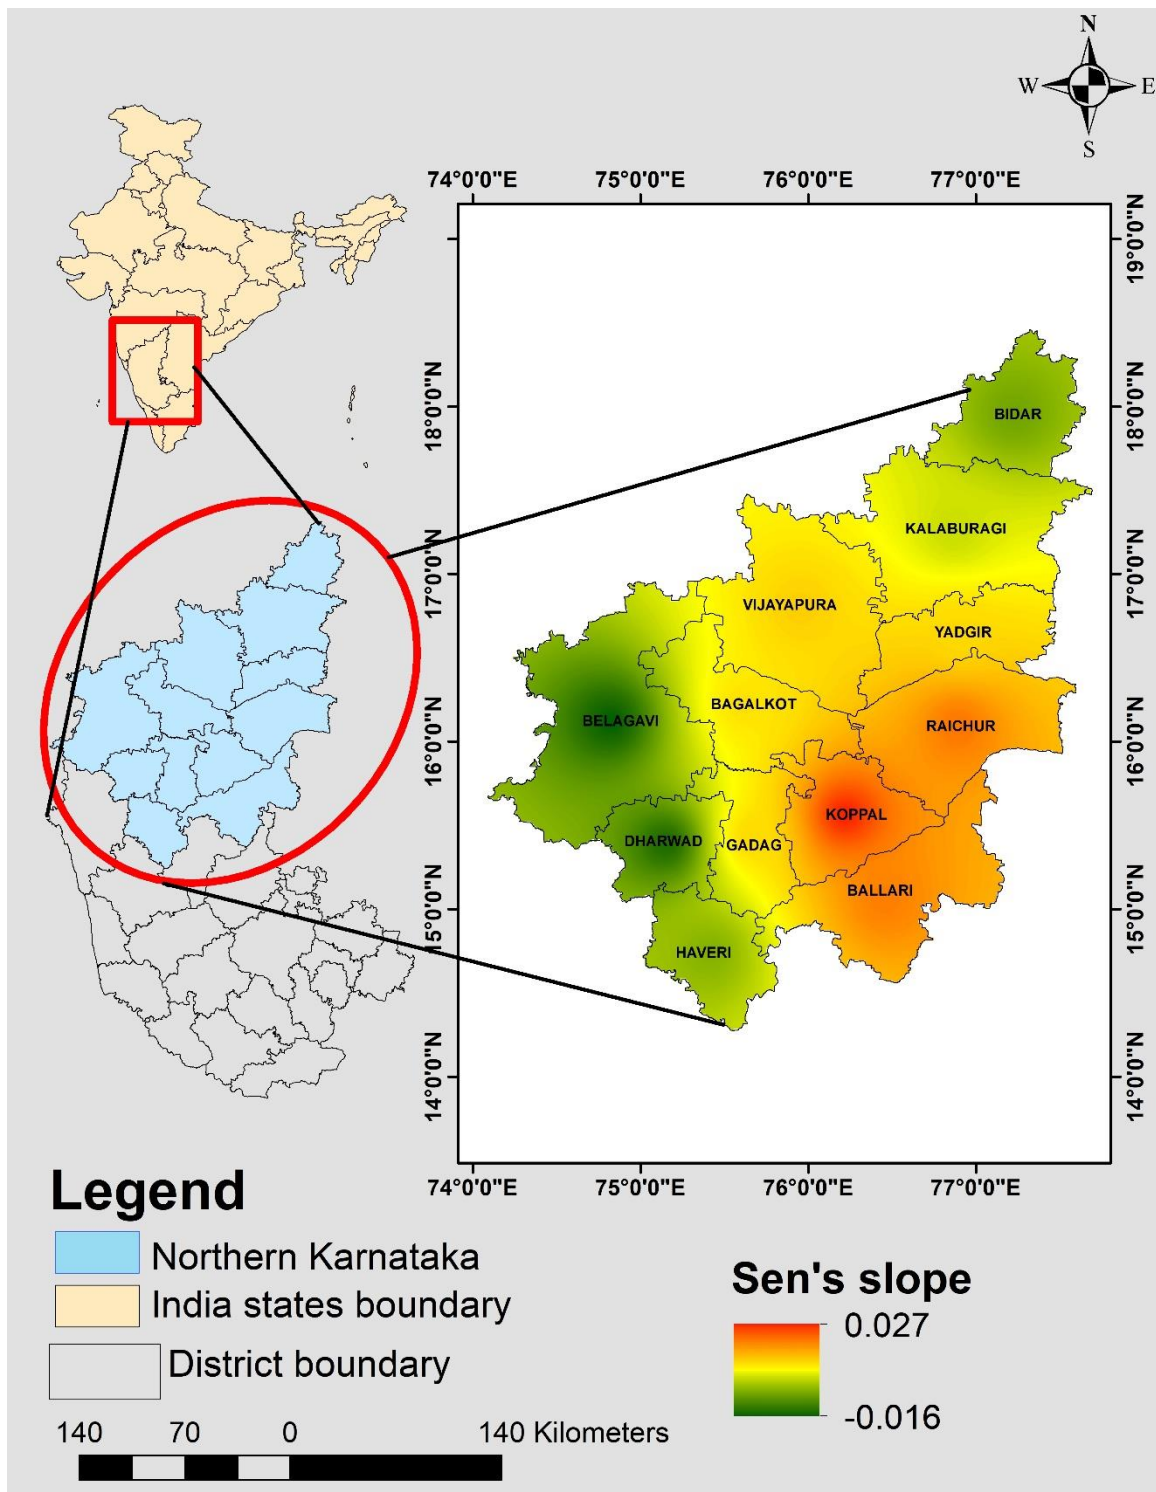 N
W E
S
74°0'0"E 75°0'0"E 76°0'0"E 77°0'0"E
19°0'0"N
19°0'0"N
18°0'0"N
18°0'0"N
17°0'0"N
17°0'0"N
16°0'0"N
16°0'0"N
15°0'0"N
15°0'0"N
14°0'0"N
14°0'0"N
BIDAR
KALABURAGI
VIJAYAPURA
YADGIR
BAGALKOT
BELAGAVI
RAICHUR
KOPPAL
DHARWAD
GADAG
BALLARI
HAVERI
74°0'0"E 75°0'0"E 76°0'0"E 77°0'0"E
Legend
Northern Karnataka
India states boundary
District boundary
140 70 0 140 Kilometers
Sen's slope
0.027
-0.016